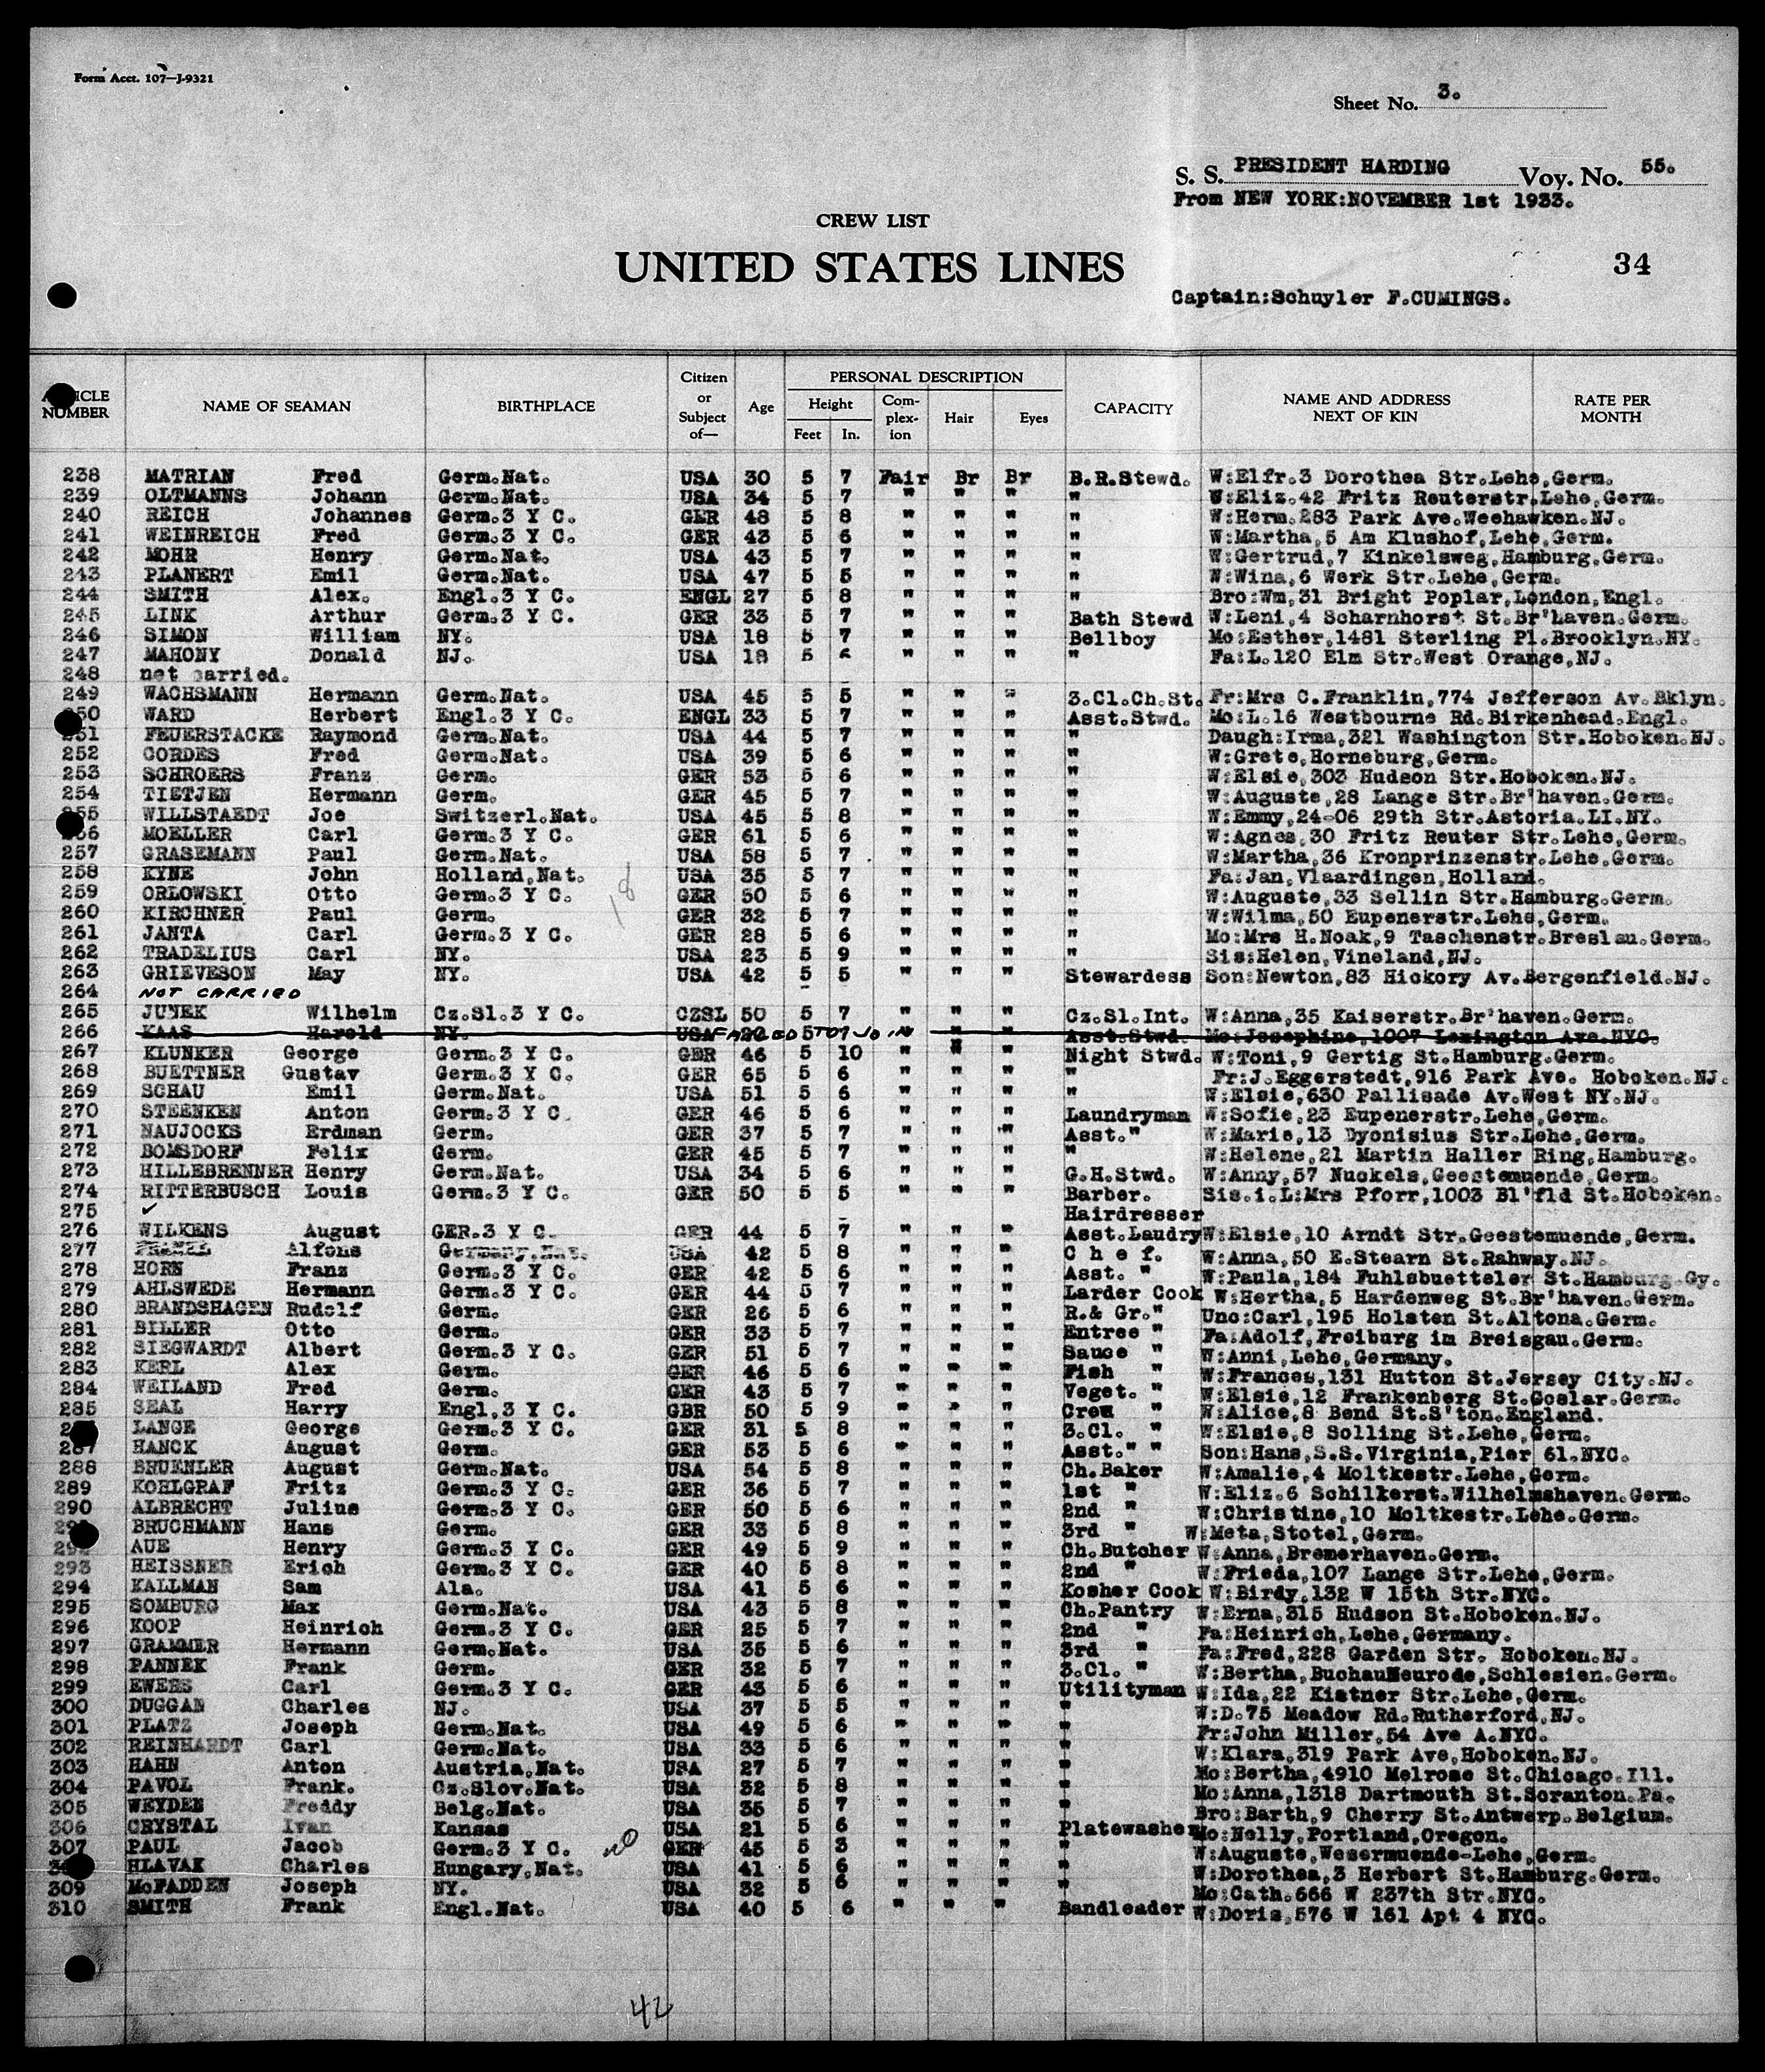 Form Acct. 107—J-9321
Sheet No. 3.
S. S. PRESIDENT HARDING Voy. No. 55.
From NEW YORK:NOVEMBER 1st 1933.
CREW LIST
UNITED STATES LINES 34
Captain:Schuyler F.CUMINGS.
ARTICLE NUMBER NAME OF SEAMAN BIRTHPLACE Citizen or Subject of— Age PERSONAL DESCRIPTION Height Feet In. Complexion Hair Eyes CAPACITY NAME AND ADDRESS NEXT OF KIN RATE PER MONTH
238 MATRIAN Fred Germ.Nat. USA 30 5 7 Fair Br Br B.R.Stewd. W:Elfr.3 Dorothea Str.Lehe,Germ.
239 OLTMANNS Johann Germ.Nat. USA 34 5 7 " " " " W:Eliz.42 Fritz Reuterstr.Lehe,Germ.
240 REICH Johannes Germ.3 Y C. GER 48 5 8 " " " " W:Herm.283 Park Ave.Weehawken.NJ.
241 WEINREICH Fred Germ.3 Y C. GER 43 5 6 " " " " W:Martha,5 Am Klushof,Lehe,Germ.
242 MOHR Henry Germ.Nat. USA 43 5 7 " " " " W:Gertrud,7 Kinkelsweg,Hamburg,Germ.
243 PLANERT Emil Germ.Nat. USA 47 5 5 " " " " W:Wina,6 Werk Str.Lehe,Germ.
244 SMITH Alex. Engl.3 Y C. ENGL 27 5 8 " " " " Bro:Wm,31 Bright Poplar,London,Engl.
245 LINK Arthur Germ.3 Y C. GER 33 5 7 " " " Bath Stewd W:Leni,4 Scharnhorst St.Br'haven.Germ.
246 SIMON William NY. USA 18 5 7 " " " Bellboy Mo:Esther,1481 Sterling Pl.Brooklyn.NY.
247 MAHONY Donald NJ. USA 18 5 6 " " " " Fa:L.120 Elm Str.West Orange,NJ.
248 not carried.
249 WACHSMANN Hermann Germ.Nat. USA 45 5 5 " " " 3.Cl.Ch.St. Fr:Mrs C.Franklin,774 Jefferson Av.Bklyn.
250 WARD Herbert Engl.3 Y C. ENGL 33 5 7 " " " Asst.Stwd. Mo:L.16 Westbourne Rd.Birkenhead.Engl.
251 FEUERSTACKE Raymond Germ.Nat. USA 44 5 7 " " " " Daugh:Irma,321 Washington Str.Hoboken.NJ.
252 CORDES Fred Germ.Nat. USA 39 5 6 " " " " W:Grete,Horneburg,Germ.
253 SCHROERS Franz Germ. GER 53 5 6 " " " " W:Elsie,303 Hudson Str.Hoboken.NJ.
254 TIETJEN Hermann Germ. GER 45 5 7 " " " " W:Auguste,28 Lange Str.Br'haven.Germ.
255 WILLSTAEDT Joe Switzerl.Nat. USA 45 5 8 " " " " W:Emmy,24-06 29th Str.Astoria.LI.NY.
256 MOELLER Carl Germ.3 Y C. GER 61 5 6 " " " " W:Agnes,30 Fritz Reuter Str.Lehe,Germ.
257 GRASEMANN Paul Germ.Nat. USA 58 5 7 " " " " W:Martha,36 Kronprinzenstr.Lehe,Germ.
258 KYNE John Holland,Nat. USA 35 5 7 " " " " Fa:Jan,Vlaardingen,Holland.
259 ORLOWSKI Otto Germ.3 Y C. 18 GER 50 5 6 " " " " W:Auguste,33 Sellin Str.Hamburg.Germ.
260 KIRCHNER Paul Germ. GER 32 5 7 " " " " W:Wilma,50 Eupenerstr.Lehe,Germ.
261 JANTA Carl Germ.3 Y C. GER 28 5 6 " " " " Mo:Mrs H.Noak,9 Taschenstr.Breslau.Germ.
262 TRADELIUS Carl NY. USA 23 5 9 " " " " Sis:Helen,Vineland,NJ.
263 GRIEVESON May NY. USA 42 5 5 " " " Stewardess Son:Newton,83 Hickory Av.Bergenfield.NJ.
264 NOT CARRIED
265 JUNEK Wilhelm Cz.Sl.3 Y C. CZSL 50 5 7 " " " Cz.Sl.Int. W:Anna,35 Kaiserstr.Br'haven.Germ.
266 KAAS Harold NY. USA FAILED TO JOIN 5 7 " " " Asst.Stwd. Mo:Josephine,1007 Lexington Ave.NYC.
267 KLUNKER George Germ.3 Y C. GER 46 5 10 " " " Night Stwd. W:Toni,9 Gertig St.Hamburg.Germ.
268 BUETTNER Gustav Germ.3 Y C. GER 65 5 6 " " " " Fr:J.Eggerstedt,916 Park Ave. Hoboken.NJ.
269 SCHAU Emil Germ.Nat. USA 51 5 6 " " " " W:Elsie,630 Pallisade Av.West NY.NJ.
270 STEENKEN Anton Germ.3 Y C. GER 46 5 6 " " " Laundryman W:Sofie,23 Eupenerstr.Lehe,Germ.
271 NAUJOCKS Erdman Germ. GER 37 5 7 " " " Asst." W:Marie,13 Dyonisius Str.Lehe,Germ.
272 BOMSDORF Felix Germ. GER 45 5 7 " " " " W:Helene,21 Martin Haller Ring,Hamburg.
273 HILLEBRENNER Henry Germ.Nat. USA 34 5 6 " " " G.H.Stwd. W:Anny,57 Nuckels,Geestemuende,Germ.
274 RITTERBUSCH Louis Germ.3 Y C. GER 50 5 5 " " " Barber. Sis.i.L:Mrs Pforr,1003 Bl'fld St.Hoboken.
275 ✓ Hairdresser
276 WILKENS August GER.3 Y C. GER 44 5 7 " " " Asst.Laudry W:Elsie,10 Arndt Str.Geestemuende,Germ.
277 Alfons Germany,Nat. USA 42 5 8 " " " C h e f. W:Anna,50 E.Stearn St.Rahway.NJ.
278 HORN Franz Germ.3 Y C. GER 42 5 6 " " " Asst. " W:Paula,184 Fuhlsbuetteler St.Hamburg.Gy.
279 AHLSWEDE Hermann Germ.3 Y C. GER 44 5 7 " " " Larder Cook W:Hertha,5 Hardenweg St.Br'haven.Germ.
280 BRANDSHAGEN Rudolf Germ. GER 26 5 6 " " " R.& Gr." Unc:Carl,195 Holsten St.Altona.Germ.
281 BILLER Otto Germ. GER 33 5 7 " " " Entree " Fa:Adolf,Freiburg im Breisgau.Germ.
282 SIEGWARDT Albert Germ.3 Y C. GER 51 5 7 " " " Sauce " W:Anni,Lehe,Germany.
283 KERL Alex Germ. GER 46 5 6 " " " Fish " W:Frances,131 Hutton St.Jersey City.NJ.
284 WEILAND Fred Germ. GER 43 5 7 " " " Veget. " W:Elsie,12 Frankenberg St.Goslar.Germ.
285 SEAL Harry Engl.3 Y C. GBR 50 5 9 " " " Crew " W:Alice,8 Bend St.S'ton.England.
LANGE George Germ.3 Y C. GER 31 5 8 " " " 3.Cl. " W:Elsie,8 Solling St.Lehe,Germ.
287 HANCK August Germ. GER 53 5 6 " " " Asst." " Son:Hans,S.S.Virginia,Pier 61.NYC.
288 BRUENLER August Germ.Nat. USA 54 5 8 " " " Ch.Baker W:Amalie,4 Moltkestr.Lehe,Germ.
289 KOHLGRAF Fritz Germ.3 Y C. GER 36 5 7 " " " 1st " W:Eliz.6 Schilkerst.Wilhelmshaven.Germ.
290 ALBRECHT Julius Germ.3 Y C. GER 50 5 6 " " " 2nd " W:Christine,10 Moltkestr.Lehe.Germ.
291 BRUCHMANN Hans Germ. GER 33 5 8 " " " 3rd " W:Meta,Stotel,Germ.
292 AUE Henry Germ.3 Y C. GER 49 5 9 " " " Ch.Butcher W:Anna,Bremerhaven.Germ.
293 HEISSNER Erich Germ.3 Y C. GER 40 5 8 " " " 2nd " W:Frieda,107 Lange Str.Lehe,Germ.
294 KALLMAN Sam Ala. USA 41 5 6 " " " Kosher Cook W:Birdy,132 W 15th Str.NYC.
295 SOMBURG Max Germ.Nat. USA 43 5 8 " " " Ch.Pantry W:Erna,315 Hudson St.Hoboken.NJ.
296 KOOP Heinrich Germ.3 Y C. GER 25 5 7 " " " 2nd " Fa:Heinrich,Lehe,Germany.
297 GRAMMER Hermann Germ.Nat. USA 35 5 6 " " " 3rd " Fa:Fred,228 Garden Str. Hoboken.NJ.
298 PANNEK Frank Germ. GER 32 5 7 " " " 3.Cl. " W:Bertha,BuchauNeurode,Schlesien.Germ.
299 EWERS Carl Germ.3 Y C. GER 43 5 6 " " " Utilityman W:Ida,22 Kistner Str.Lehe,Germ.
300 DUGGAN Charles NJ. USA 37 5 5 " " " " W:D.75 Meadow Rd.Rutherford,NJ.
301 PLATZ Joseph Germ.Nat. USA 49 5 6 " " " " Fr:John Miller,54 Ave A.NYC.
302 REINHARDT Carl Germ.Nat. USA 33 5 6 " " " " W:Klara,319 Park Ave,Hoboken.NJ.
303 HAHN Anton Austria,Nat. USA 27 5 7 " " " " Mo:Bertha,4910 Melrose St.Chicago.Ill.
304 PAVOL Frank. Cz.Slov.Nat. USA 32 5 8 " " " " Mo:Anna,1318 Dartmouth St.Scranton.Pa.
305 WEYDEN Freddy Belg.Nat. USA 35 5 7 " " " " Bro:Barth,9 Cherry St.Antwerp.Belgium.
306 CRYSTAL Ivan Kansas USA 21 5 6 " " " Platewasher Mo:Nelly,Portland,Oregon.
307 PAUL Jacob Germ.3 Y C. no GER 45 5 3 " " " " W:Auguste,Wesermuende-Lehe,Germ.
HLAVAK Charles Hungary,Nat. USA 41 5 6 " " " " W:Dorothea,3 Herbert St.Hamburg.Germ.
309 McFADDEN Joseph NY. USA 32 5 6 " " " " Mo:Cath.666 W 237th Str.NYC.
310 SMITH Frank Engl.Nat. USA 40 5 6 " " " Bandleader W:Doris,576 W 161 Apt 4 NYC.
42